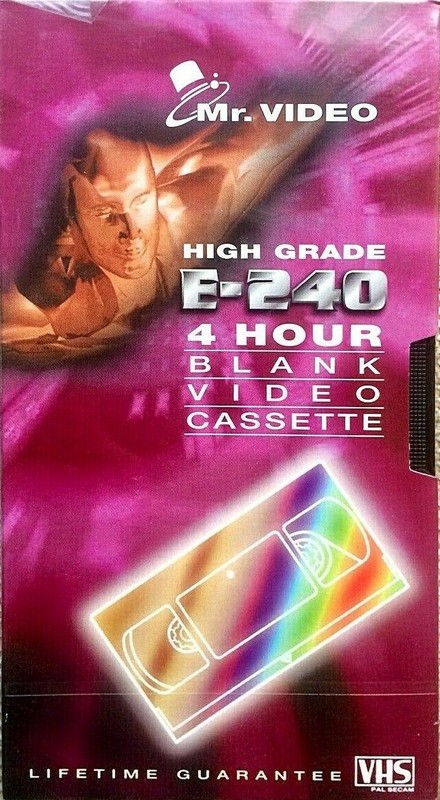 Mr. VIDEO
HIGH GRADE
E-240
4 HOUR
BLANK
VIDEO
CASSETTE
LIFETIME GUARANTEE
VHS
PAL SECAM